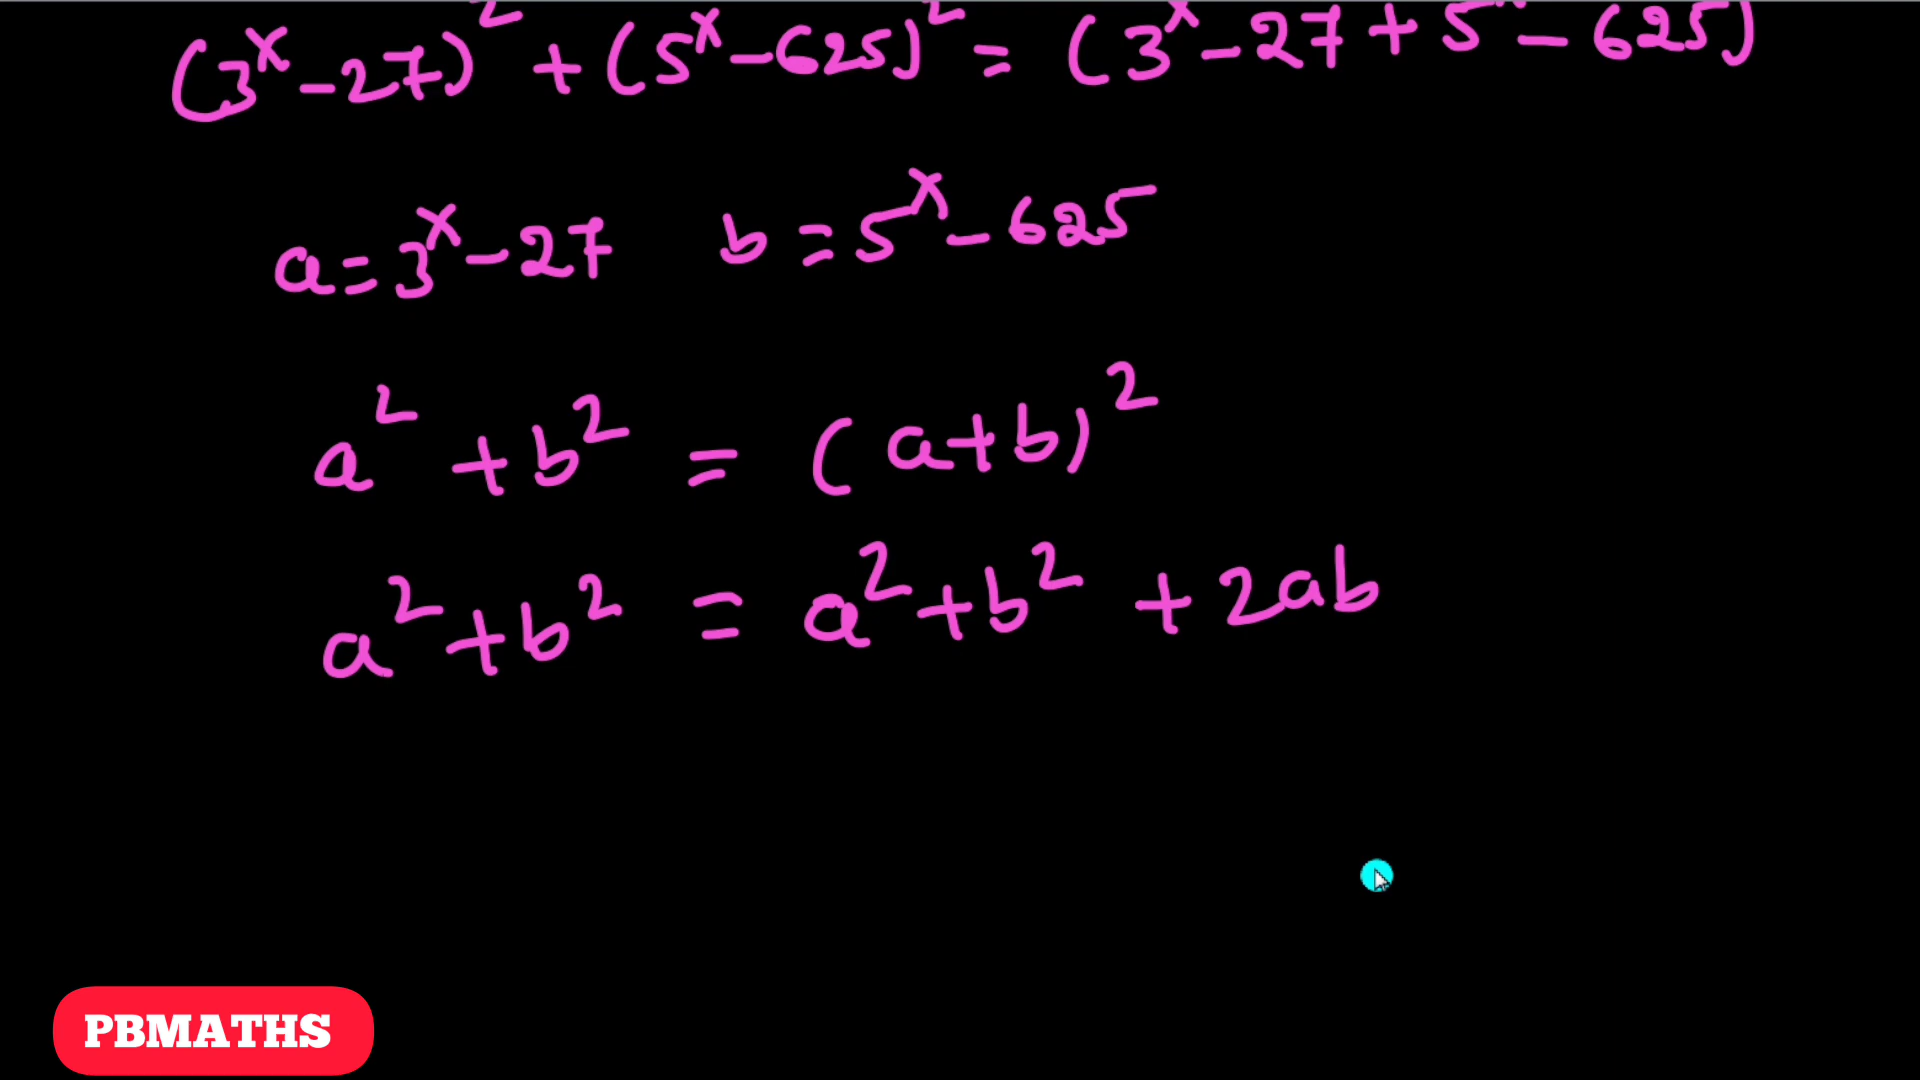 (3^x - 27)^2 + (5^x - 625)^2 = (3^x - 27 + 5^x - 625)
a = 3^x - 27 b = 5^x - 625
a^2 + b^2 = (a+b)^2
a^2 + b^2 = a^2 + b^2 + 2ab
PBMATHS